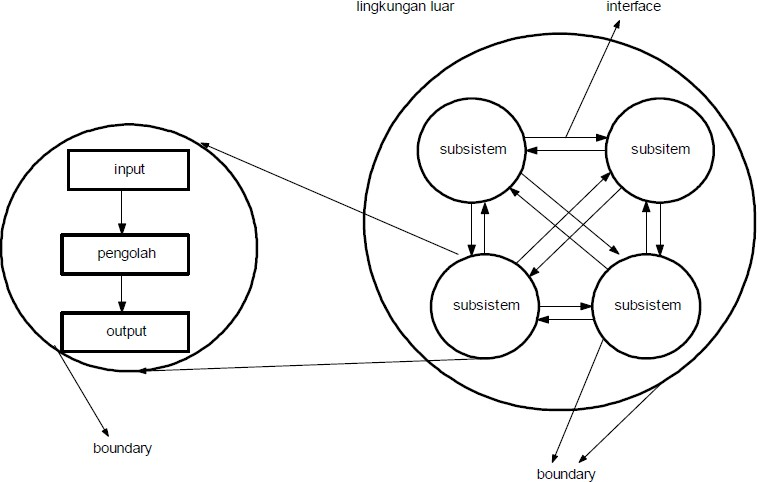 lingkungan luar
interface
subsistem
subsitem
input
pengolah
output
subsistem
subsistem
boundary
boundary